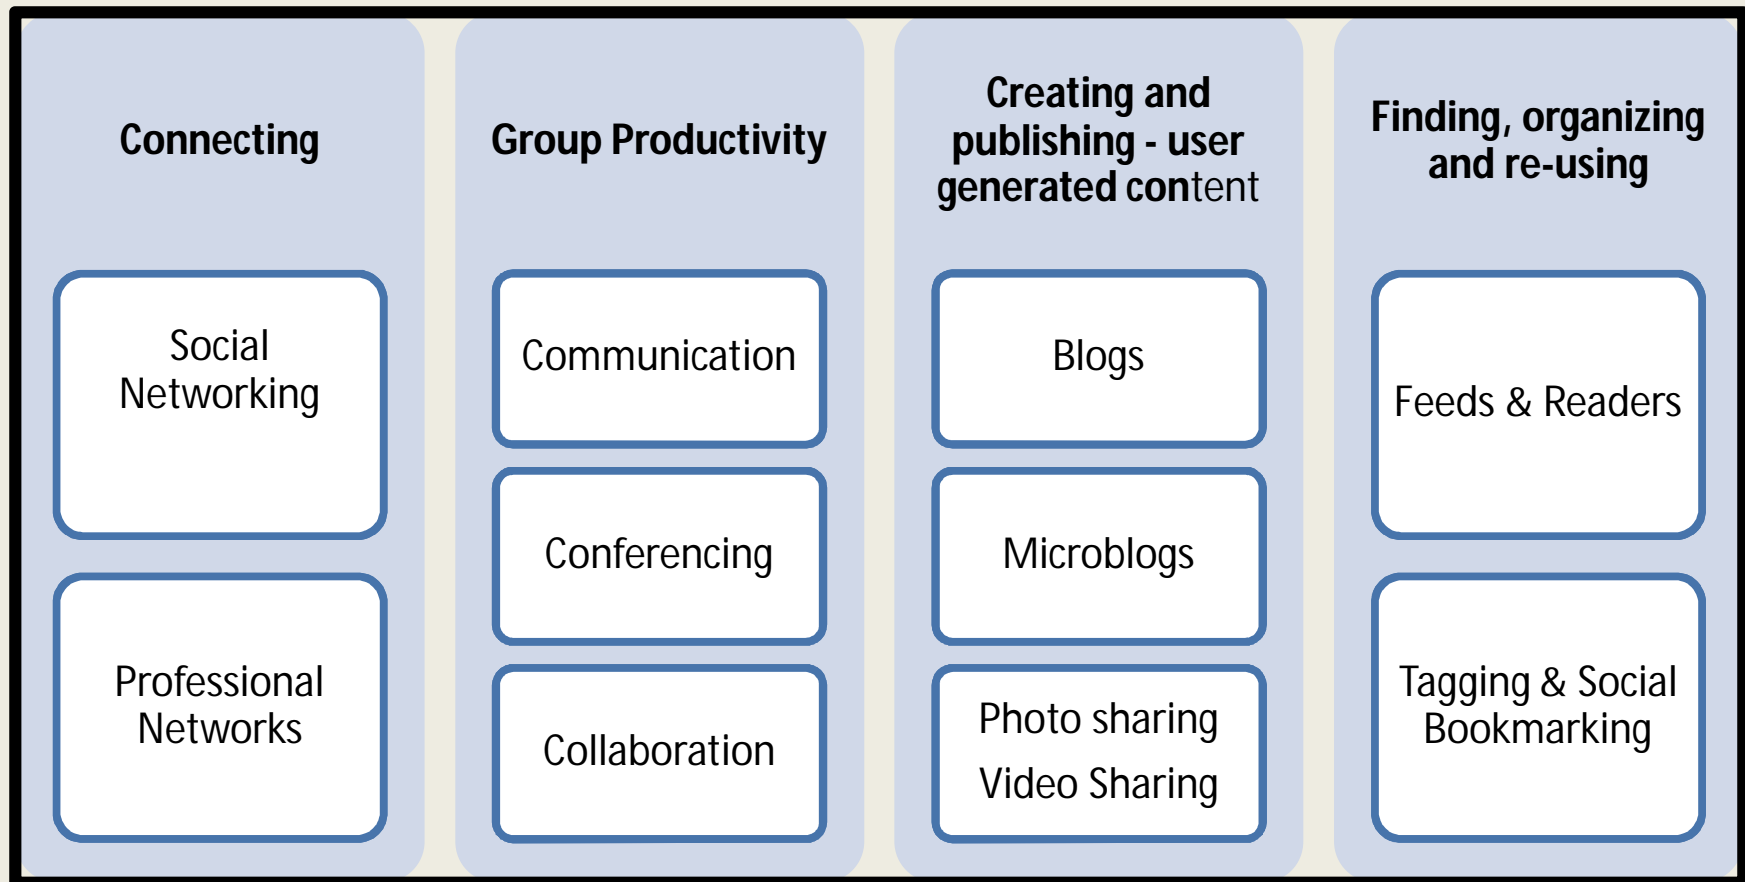 Connecting
Social
Networking
Professional
Networks
Group Productivity
Communication
Conferencing
Collaboration
Creating and
publishing - user
generated content
Blogs
Microblogs
Photo sharing
Video Sharing
Finding, organizing
and re-using
Feeds & Readers
Tagging & Social
Bookmarking